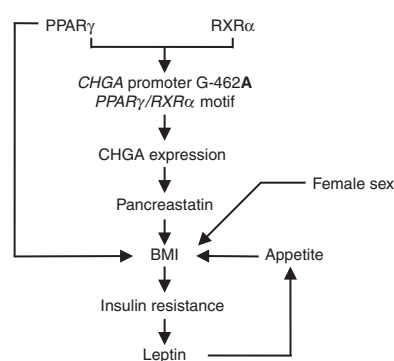 PPARγ RXRα
CHGA promoter G-462A
PPARγ/RXRα motif
CHGA expression
Female sex
Pancreastatin
BMI Appetite
Insulin resistance
Leptin